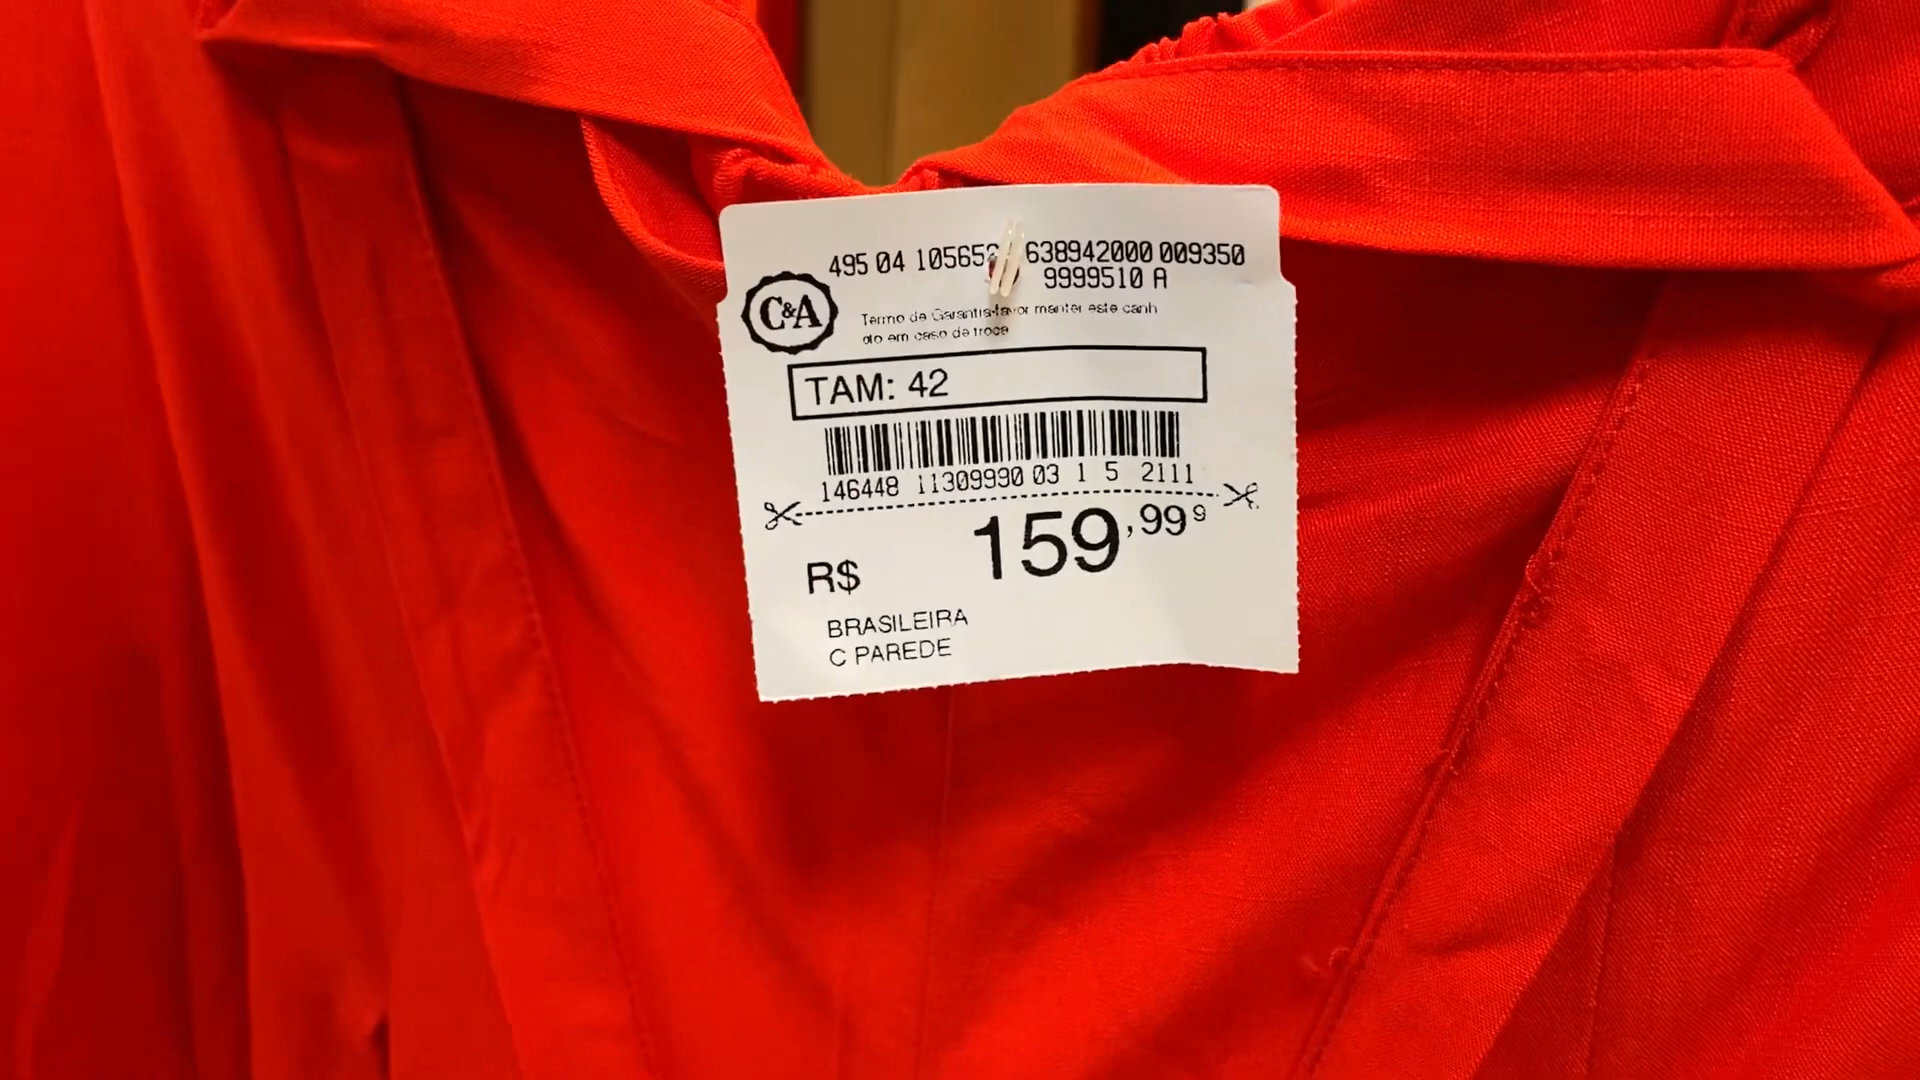 495 04 10565 638942000 009350
9999510 A
C&A
Termo de Garantia-favor manter este canh
oto em caso de troca
TAM: 42
146448 11309990 03 1 5 2111
R$ 159,99 9
BRASILEIRA
C PAREDE